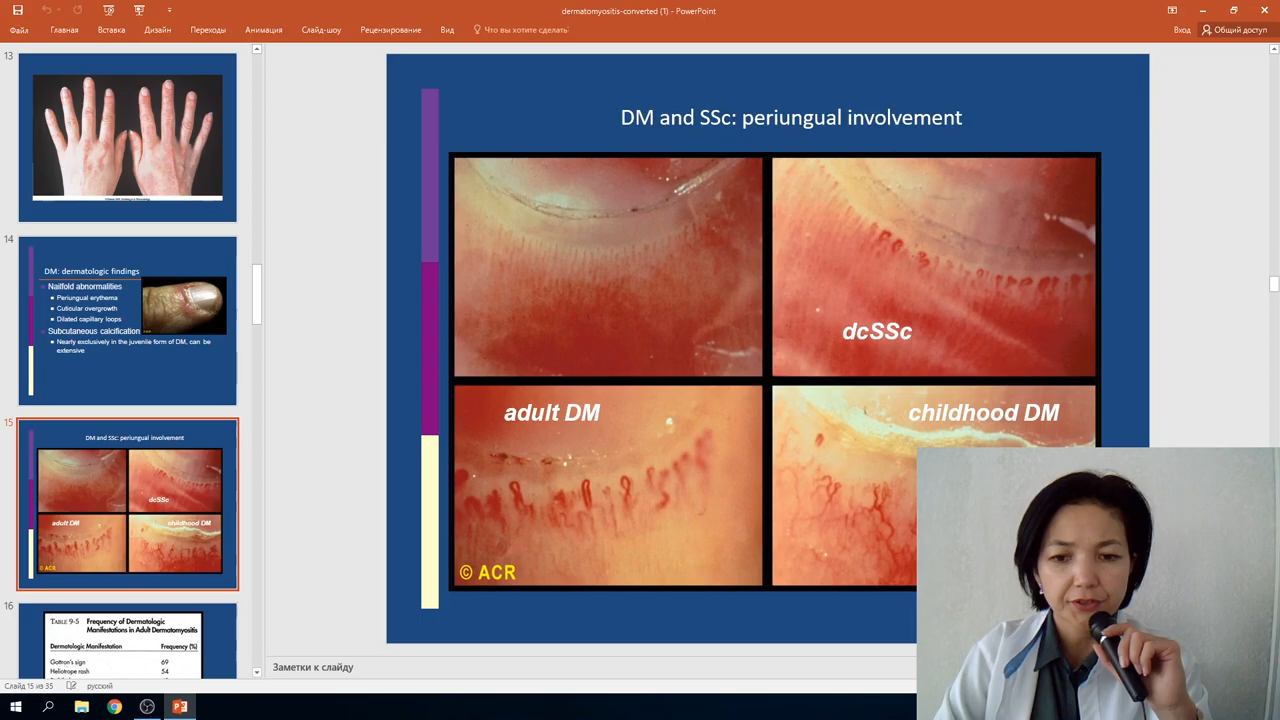 dermatomyositis-converted (1) - PowerPoint
Файл Главная Вставка Дизайн Переходы Анимация Слайд-шоу Рецензирование Вид Что вы хотите сделать?
Вход Общий доступ
13
14
DM: dermatologic findings
Nailfold abnormalities
Periungual erythema
Cuticular overgrowth
Dilated capillary loops
Subcutaneous calcification
Nearly exclusively in the juvenile form of DM, can be
extensive
15
DM and SSc: periungual involvement
dcSSc
adult DM childhood DM
© ACR
16
TABLE 9-5 Frequency of Dermatologic
Manifestations in Adult Dermatomyositis
Dermatologic Manifestation Frequency (%)
Gottron's sign 69
Heliotrope rash 54
DM and SSc: periungual involvement
dcSSc
adult DM childhood DM
© ACR
Заметки к слайду
Слайд 15 из 35 русский